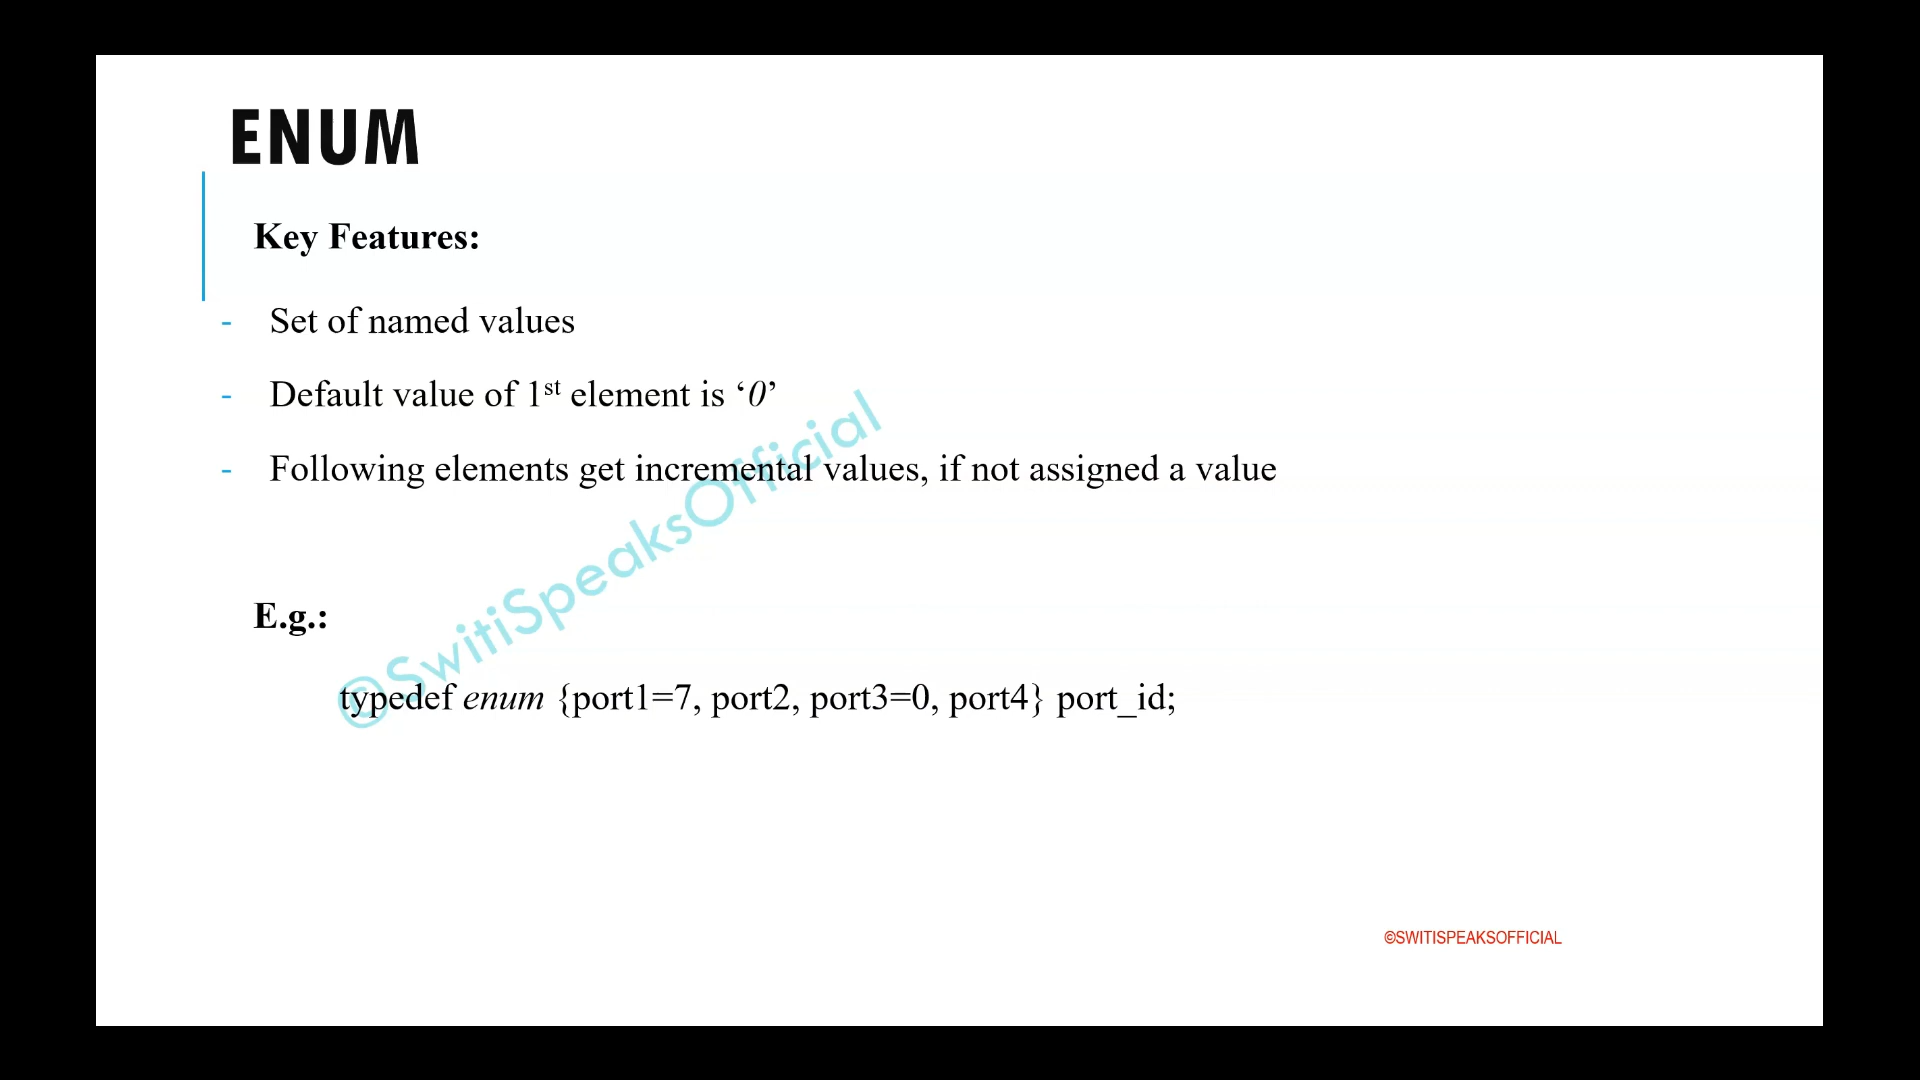 ENUM
Key Features:
- Set of named values
- Default value of 1st element is ‘0’
- Following elements get incremental values, if not assigned a value
©SwitiSpeaksOfficial
E.g.:
typedef enum {port1=7, port2, port3=0, port4} port_id;
©SWITISPEAKSOFFICIAL